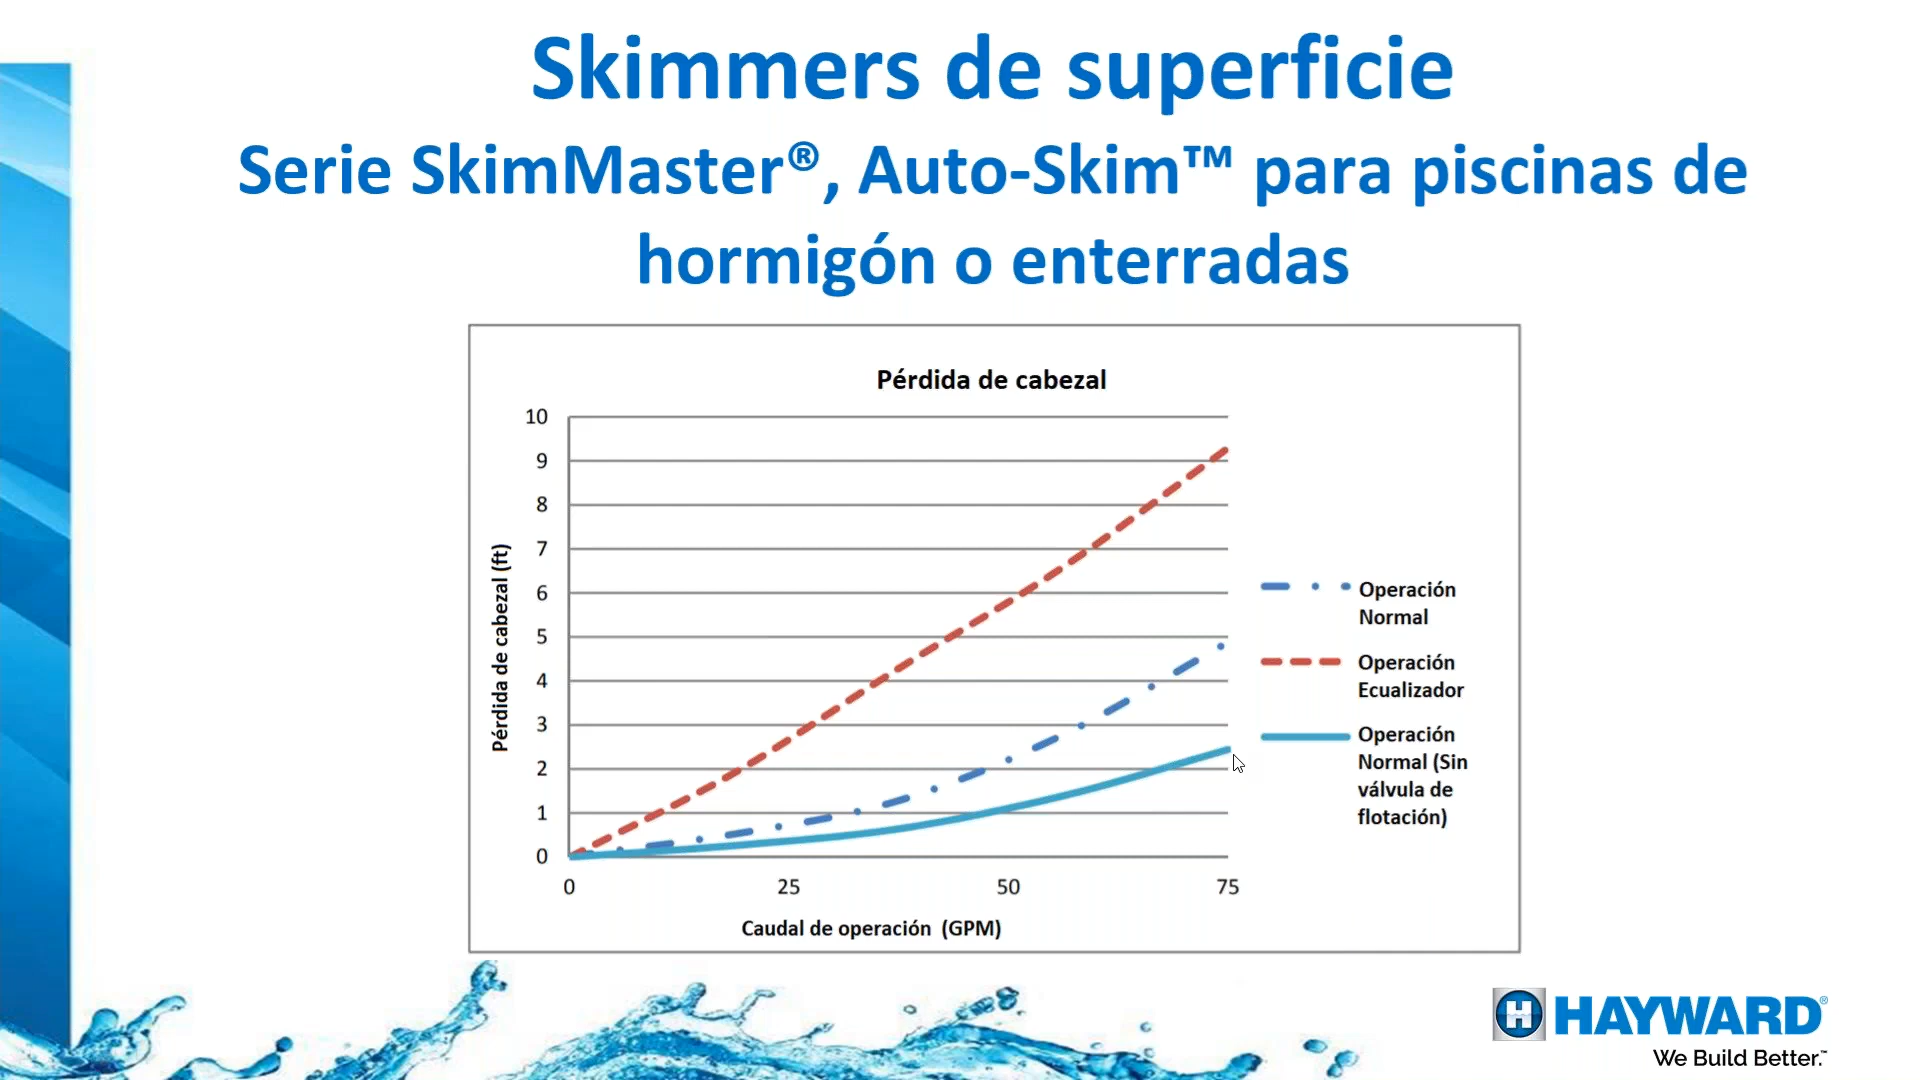 Skimmers de superficie
Serie SkimMaster®, Auto-Skim™ para piscinas de
hormigón o enterradas
Pérdida de cabezal
10
9
8
7
6
5
4
3
2
1
0
Pérdida de cabezal (ft)
0 25 50 75
Caudal de operación (GPM)
Operación
Normal
Operación
Ecualizador
Operación
Normal (Sin
válvula de
flotación)
H HAYWARD®
We Build Better.™